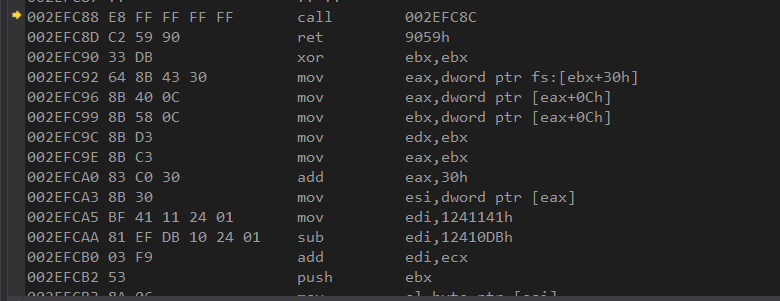 002EFC88 E8 FF FF FF FF call 002EFC8C
002EFC8D C2 59 90 ret 9059h
002EFC90 33 DB xor ebx,ebx
002EFC92 64 8B 43 30 mov eax,dword ptr fs:[ebx+30h]
002EFC96 8B 40 0C mov eax,dword ptr [eax+0Ch]
002EFC99 8B 58 0C mov ebx,dword ptr [eax+0Ch]
002EFC9C 8B D3 mov edx,ebx
002EFC9E 8B C3 mov eax,ebx
002EFCA0 83 C0 30 add eax,30h
002EFCA3 8B 30 mov esi,dword ptr [eax]
002EFCA5 BF 41 11 24 01 mov edi,1241141h
002EFCAA 81 EF DB 10 24 01 sub edi,12410DBh
002EFCB0 03 F9 add edi,ecx
002EFCB2 53 push ebx